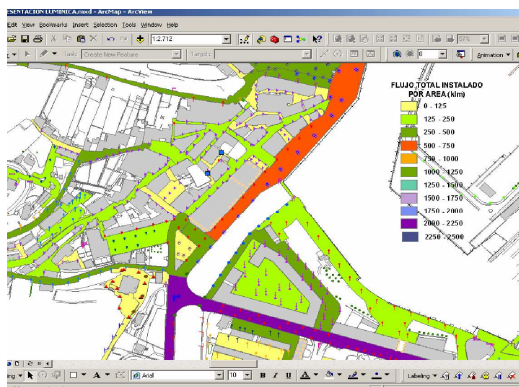 ESENTACION LUMINICA.mxd - ArcMap - ArcView
Edit View Bookmarks Insert Selection Tools Window Help
1:2.712
Task: Create New Feature Target:
0 Animation
FLUJO TOTAL INSTALADO
POR AREA (klm)
0 - 125
125 - 250
250 - 500
500 - 750
750 - 1000
1000 - 1250
1250 - 1500
1500 - 1750
1750 - 2000
2000 - 2250
2250 - 2500
A Arial 10 B I U A Labeling